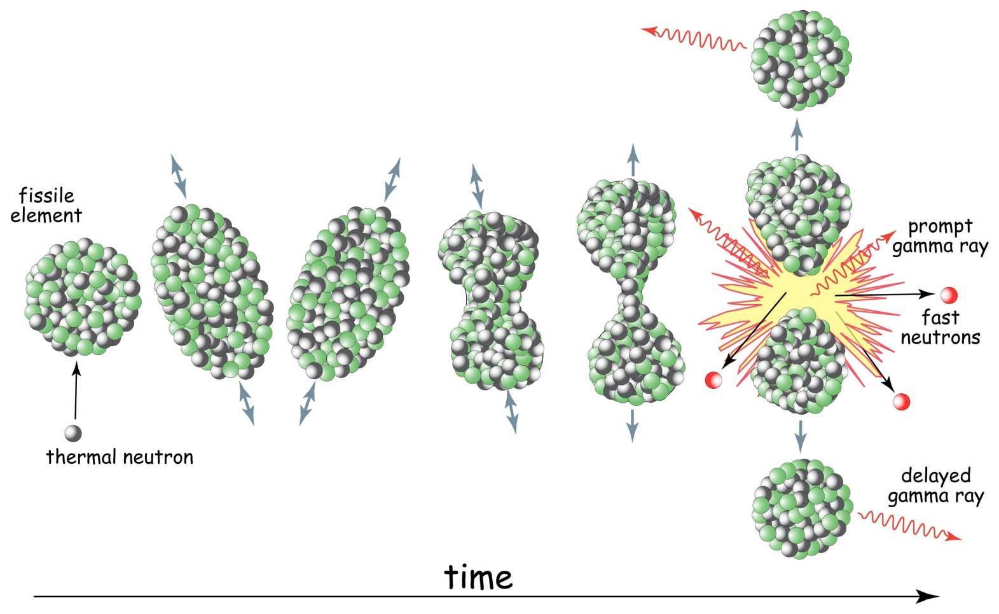 fissile
element
thermal neutron
prompt
gamma ray
fast
neutrons
delayed
gamma ray
time